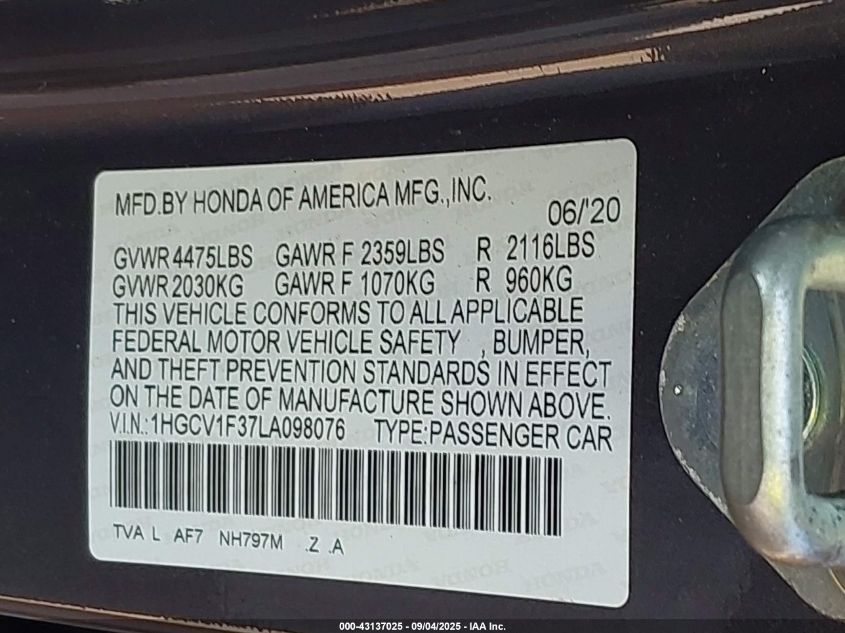 MFD.BY HONDA OF AMERICA MFG.,INC.
06/'20
GVWR 4475LBS GAWR F 2359LBS R 2116LBS
GVWR 2030KG GAWR F 1070KG R 960KG
THIS VEHICLE CONFORMS TO ALL APPLICABLE
FEDERAL MOTOR VEHICLE SAFETY , BUMPER,
AND THEFT PREVENTION STANDARDS IN EFFECT
ON THE DATE OF MANUFACTURE SHOWN ABOVE.
V.I.N.:1HGCV1F37LA098076 TYPE:PASSENGER CAR
TVA L AF7 NH797M .Z .A
000-43137025 - 09/04/2025 - IAA Inc.